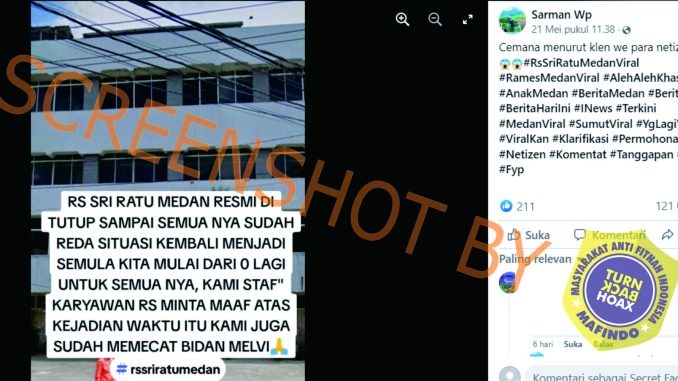 Sarman Wp
21 Mei pukul 11.38 ·
Cemana menurut klen we para netiz
😱😱#RsSriRatuMedanViral
#RamesMedanViral #AlehAlehKhas
#AnakMedan #BeritaMedan #Berit
#BeritaHariIni #INews #Terkini
#MedanViral #SumutViral #YgLagiV
#ViralKan #Klarifikasi #Permohona
#Netizen #Komentat #Tanggapan #
#Fyp
211
121
Suka Komentari
Paling relevan
6 hari Suka Balas
Komentari sebagai Secret Fac
RS SRI RATU MEDAN RESMI DI
TUTUP SAMPAI SEMUA NYA SUDAH
REDA SITUASI KEMBALI MENJADI
SEMULA KITA MULAI DARI 0 LAGI
UNTUK SEMUA NYA, KAMI STAF"
KARYAWAN RS MINTA MAAF ATAS
KEJADIAN WAKTU ITU KAMI JUGA
SUDAH MEMECAT BIDAN MELVI🙏
# rssriratumedan
SCREENSHOT BY
MASYARAKAT ANTI FITNAH INDONESIA
TURN
BACK
HOAX
MAFINDO